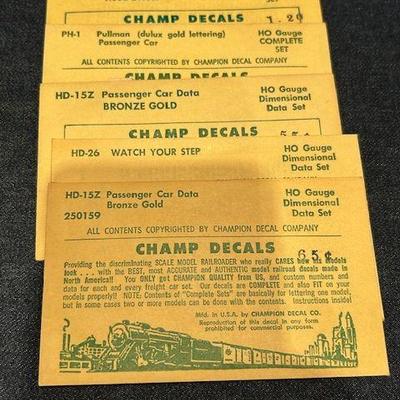 SET
CHAMP DECALS 1.20
PH-1 Pullman (dulux gold lettering) HO Gauge
Passenger Car COMPLETE
SET
ALL CONTENTS COPYRIGHTED BY CHAMPION DECAL COMPANY
CHAMP DECALS
HD-15Z Passenger Car Data HO Gauge
BRONZE GOLD Dimensional
Data Set
CHAMP DECALS 55¢
HD-26 WATCH YOUR STEP HO Gauge
Dimensional
Data Set
HD-15Z Passenger Car Data HO Gauge
250159 Bronze Gold Dimensional
Data Set
ALL CONTENTS COPYRIGHTED BY CHAMPION DECAL COMPANY
CHAMP DECALS 65¢
Providing the discriminating SCALE MODEL RAILROADER who really CARES how his models
look . . . with the BEST, most ACCURATE and AUTHENTIC model railroad decals made in
North America!! You ONLY get CHAMPION QUALITY from US, and custom numbers and
data for each and every freight car set. Our decals are COMPLETE and also FIT on your
models properly!! NOTE: Contents of "Complete Sets" are basically for lettering one model,
but in some cases two or more models can be done with the contents. Instructions inside!
Mfd. in U.S.A. by CHAMPION DECAL CO.
Reproduction of this decal in any form
prohibited for commercial purposes.